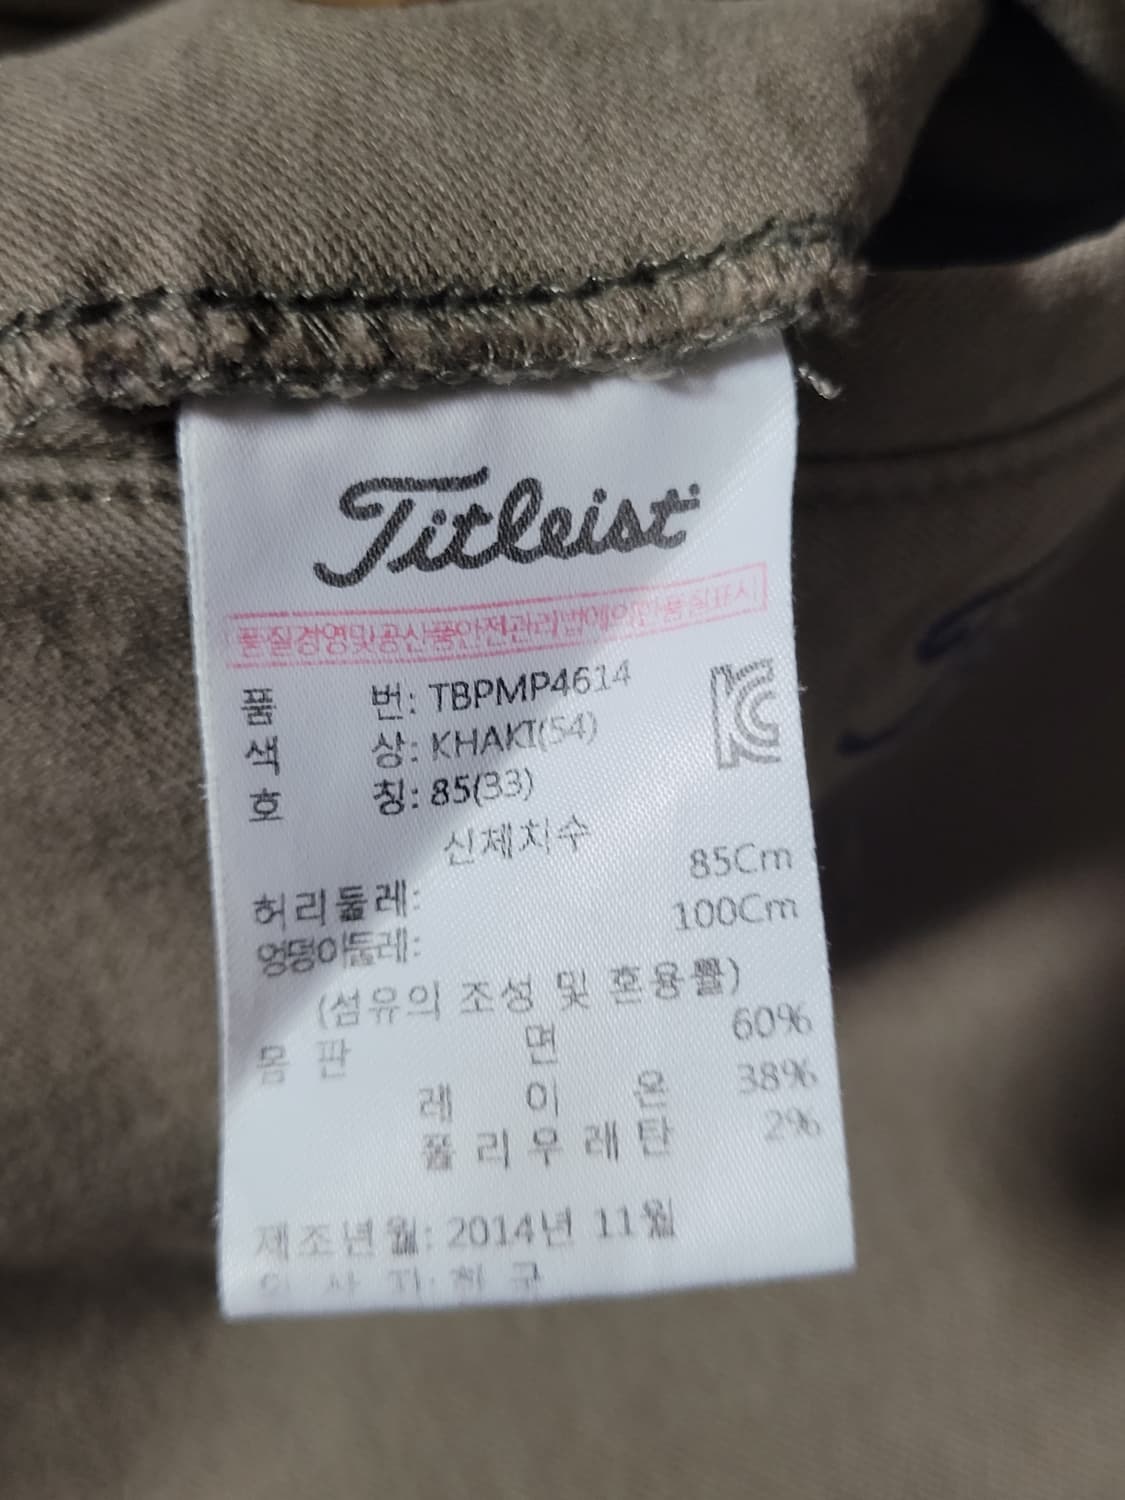 Titleist
품질경영및공산품안전관리법에의한품질표시
품 번: TBPMP4614
색 상: KHAKI(54)
호 칭: 85(33)
신체치수
허리둘레: 85Cm
엉덩이둘레: 100Cm
(섬유의 조성 및 혼용률)
몸 판 면 60%
레 이 온 38%
폴 리 우 레 탄 2%
제조년월: 2014년 11월